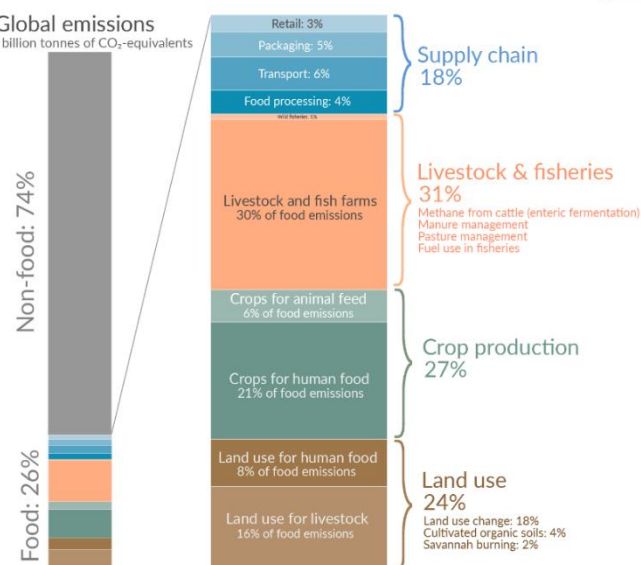 Global emissions
billion tonnes of CO₂-equivalents
Non-food: 74%
Food: 26%
Retail: 3%
Packaging: 5%
Transport: 6%
Food processing: 4%
Wild fisheries: 1%
Livestock and fish farms
30% of food emissions
Crops for animal feed
6% of food emissions
Crops for human food
21% of food emissions
Land use for human food
8% of food emissions
Land use for livestock
16% of food emissions
Supply chain
18%
Livestock & fisheries
31%
Methane from cattle (enteric fermentation)
Manure management
Pasture management
Fuel use in fisheries
Crop production
27%
Land use
24%
Land use change: 18%
Cultivated organic soils: 4%
Savannah burning: 2%